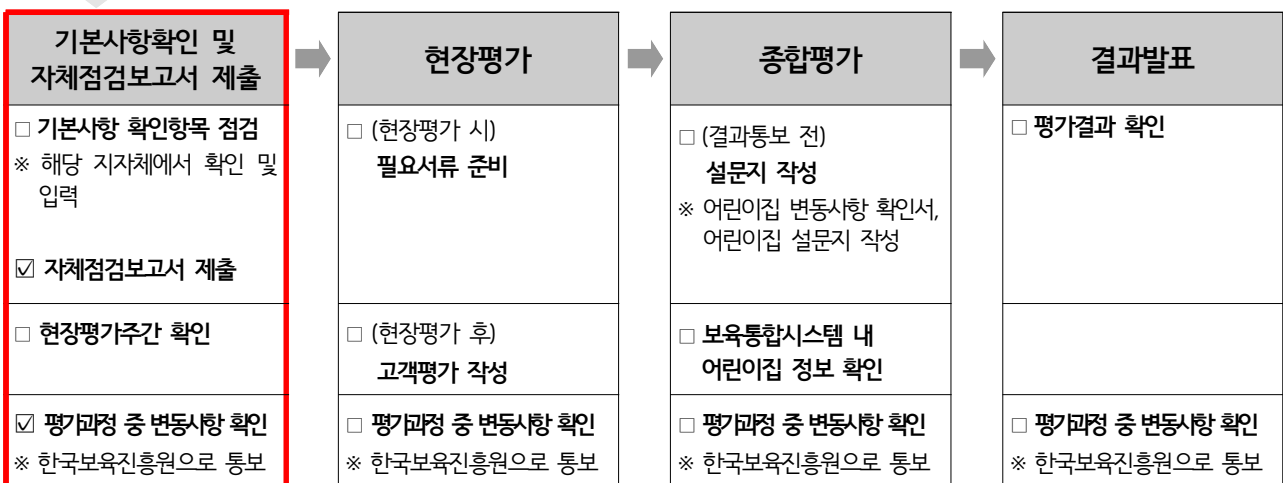 기본사항확인 및
자체점검보고서 제출
□ 기본사항 확인항목 점검
※ 해당 지자체에서 확인 및
입력
☑ 자체점검보고서 제출
□ 현장평가주간 확인
☑ 평가과정 중 변동사항 확인
※ 한국보육진흥원으로 통보
현장평가
□ (현장평가 시)
필요서류 준비
□ (현장평가 후)
고객평가 작성
□ 평가과정 중 변동사항 확인
※ 한국보육진흥원으로 통보
종합평가
□ (결과통보 전)
설문지 작성
※ 어린이집 변동사항 확인서,
어린이집 설문지 작성
□ 보육통합시스템 내
어린이집 정보 확인
□ 평가과정 중 변동사항 확인
※ 한국보육진흥원으로 통보
결과발표
□ 평가결과 확인
□ 평가과정 중 변동사항 확인
※ 한국보육진흥원으로 통보